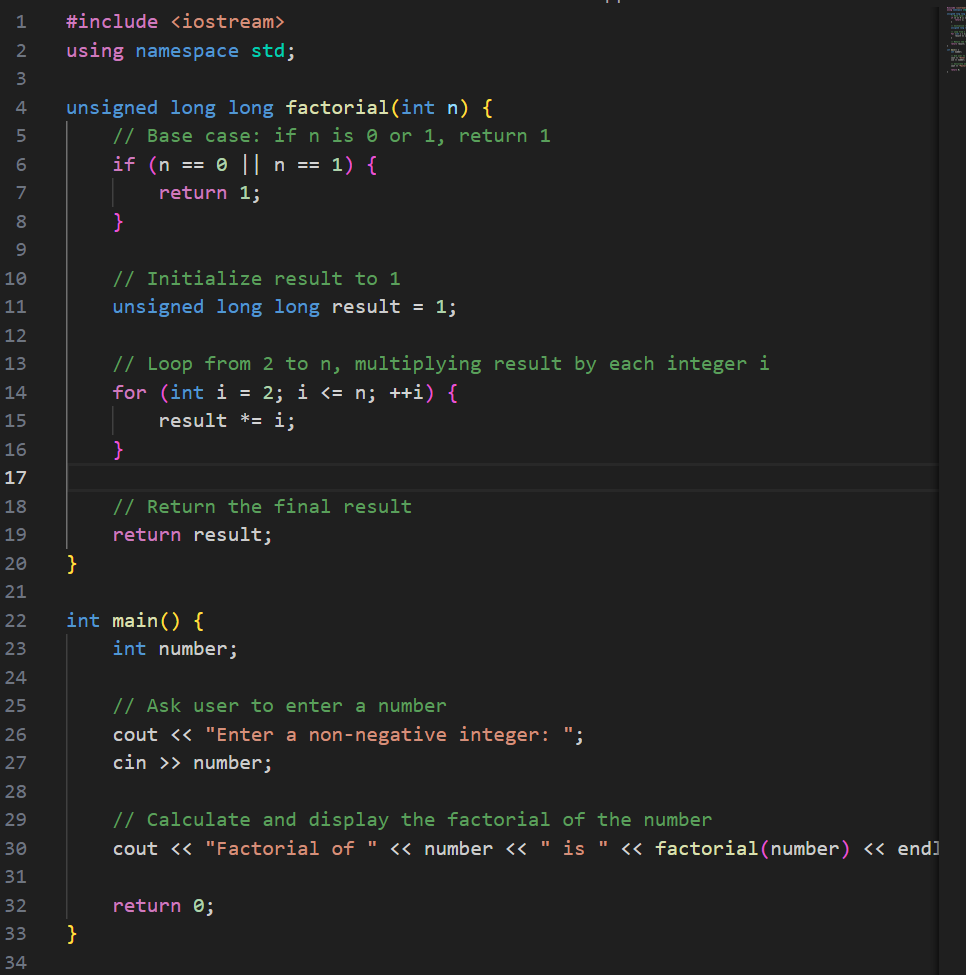 1 #include <iostream>
2 using namespace std;
3
4 unsigned long long factorial(int n) {
5     // Base case: if n is 0 or 1, return 1
6     if (n == 0 || n == 1) {
7         return 1;
8     }
9
10     // Initialize result to 1
11     unsigned long long result = 1;
12
13     // Loop from 2 to n, multiplying result by each integer i
14     for (int i = 2; i <= n; ++i) {
15         result *= i;
16     }
17
18     // Return the final result
19     return result;
20 }
21
22 int main() {
23     int number;
24
25     // Ask user to enter a number
26     cout << "Enter a non-negative integer: ";
27     cin >> number;
28
29     // Calculate and display the factorial of the number
30     cout << "Factorial of " << number << " is " << factorial(number) << endl
31
32     return 0;
33 }
34